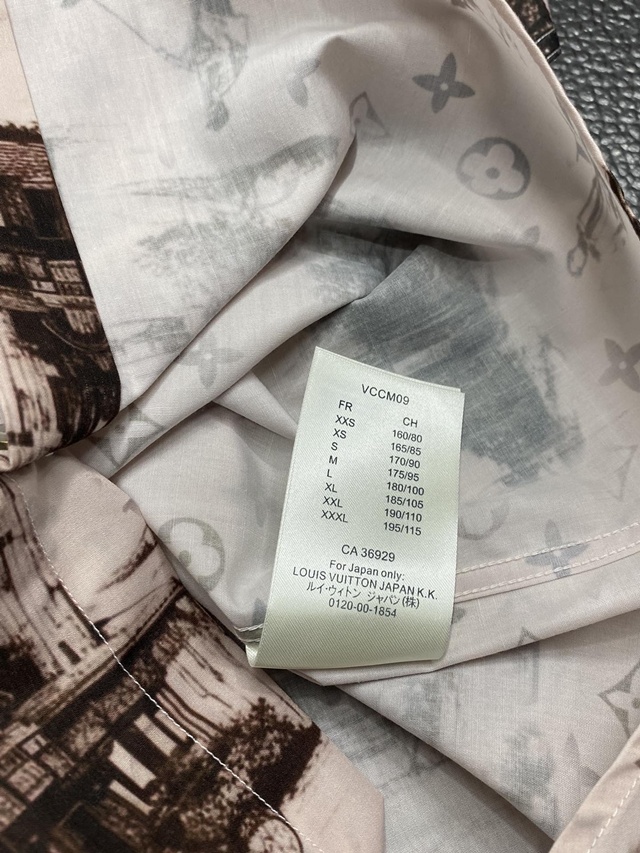 VCCM09
FR CH
XXS 160/80
XS 165/85
S 170/90
M 175/95
L 180/100
XL 185/105
XXL 190/110
XXXL 195/115
CA 36929
For Japan only:
LOUIS VUITTON JAPAN K.K.
ルイ・ヴィトン ジャパン(株)
0120-00-1854